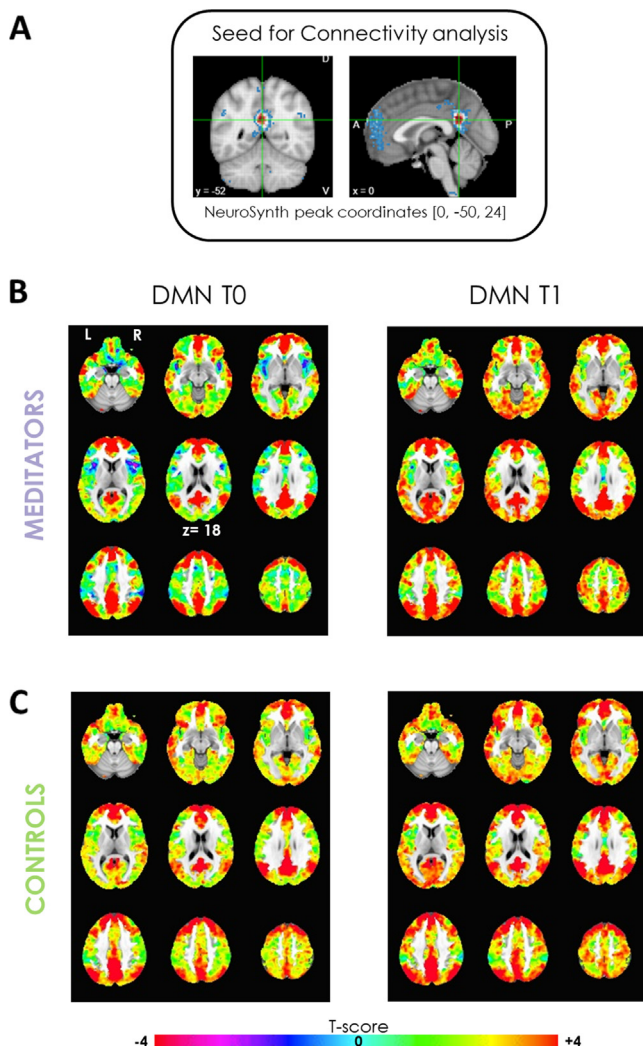 A
Seed for Connectivity analysis
D
A
P
y = -52
V
x = 0
NeuroSynth peak coordinates [0, -50, 24]
B
DMN T0
DMN T1
L R
MEDITATORS
z= 18
C
CONTROLS
T-score
-4
0
+4